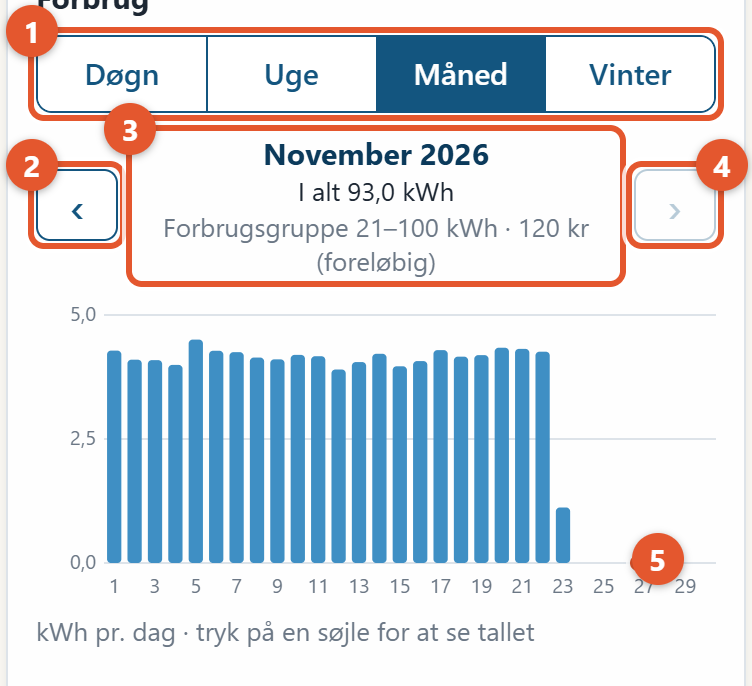 Forbrug
1
Døgn Uge Måned Vinter
3
2
4
November 2026
I alt 93,0 kWh
‹ Forbrugsgruppe 21–100 kWh · 120 kr ›
(foreløbig)
5,0
2,5
0,0
5
1 3 5 7 9 11 13 15 17 19 21 23 25 27 29
kWh pr. dag · tryk på en søjle for at se tallet